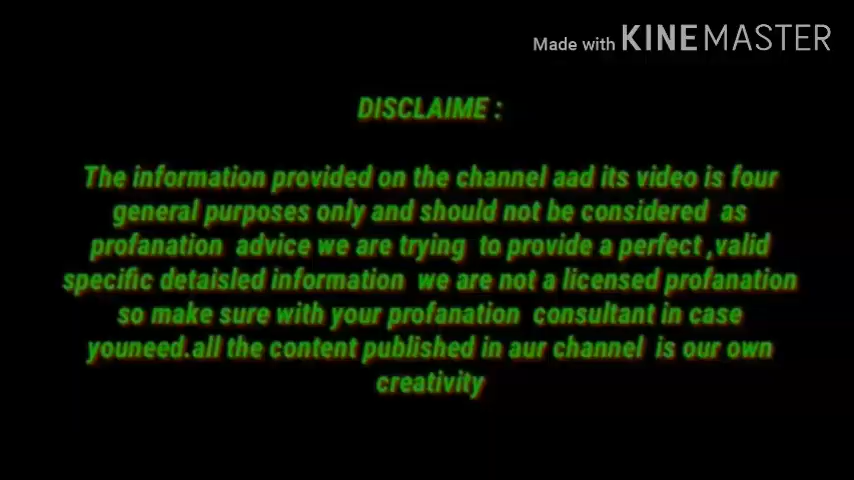 Made with KINEMASTER
DISCLAIME :
The information provided on the channel aad its video is four
general purposes only and should not be considered as
profanation advice we are trying to provide a perfect ,valid
specific detaisled information we are not a licensed profanation
so make sure with your profanation consultant in case
youneed.all the content published in aur channel is our own
creativity